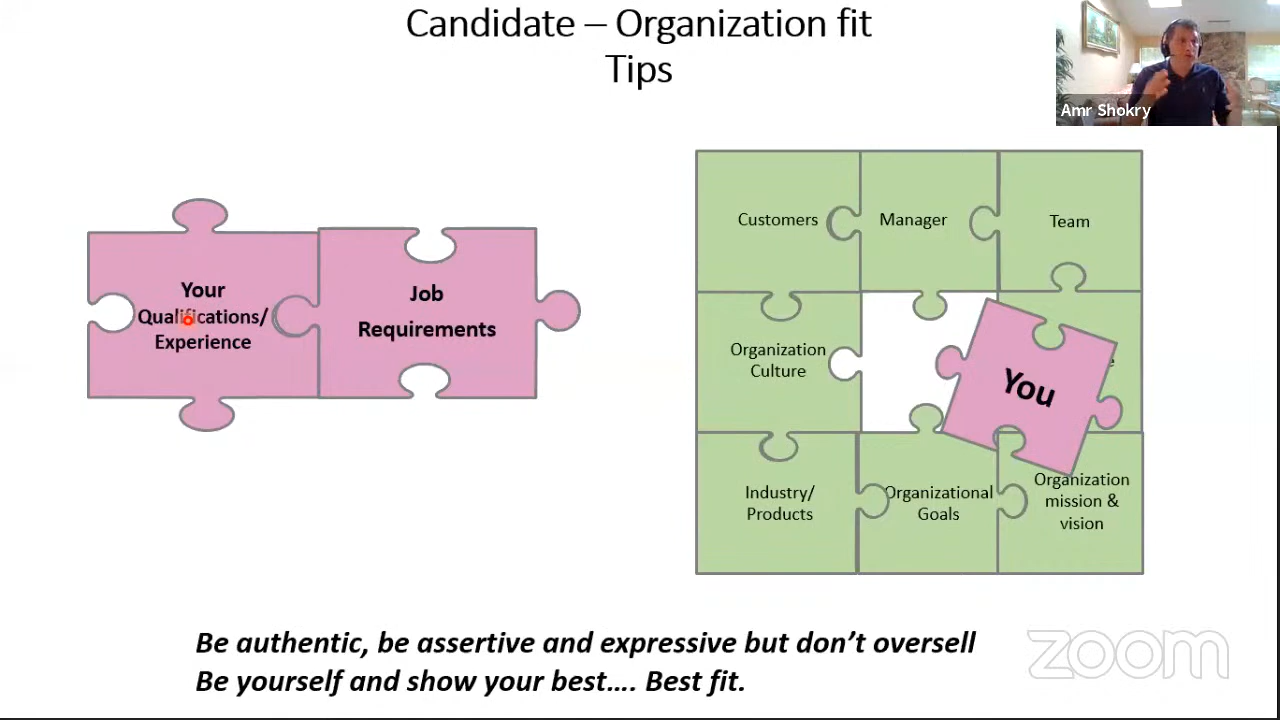 Candidate – Organization fit
Tips
Amr Shokry
Your
Qualifications/
Experience
Job
Requirements
Customers
Manager
Team
Organization
Culture
You
Industry/
Products
Organizational
Goals
Organization
mission &
vision
Be authentic, be assertive and expressive but don’t oversell
Be yourself and show your best…. Best fit.
zoom